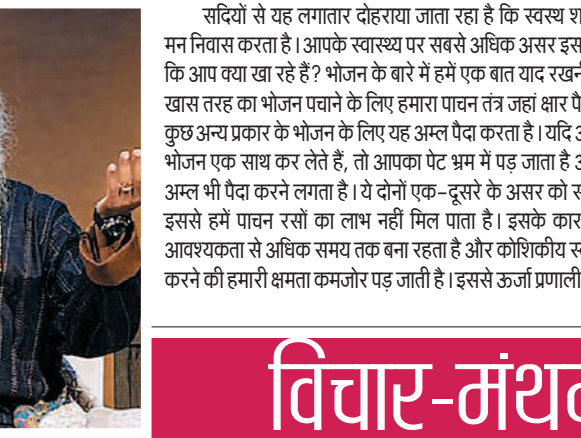 सदियों से यह लगातार दोहराया जाता रहा है कि स्वस्थ
मन निवास करता है। आपके स्वास्थ्य पर सबसे अधिक असर
कि आप क्या खा रहे हैं? भोजन के बारे में हमें एक बात याद
खास तरह का भोजन पचाने के लिए हमारा पाचन तंत्र जहां क्षार
कुछ अन्य प्रकार के भोजन के लिए यह अम्ल पैदा करता है। यदि
भोजन एक साथ कर लेते हैं, तो आपका पेट भ्रम में पड़ जाता है
अम्ल भी पैदा करने लगता है। ये दोनों एक-दूसरे के असर को
इससे हमें पाचन रसों का लाभ नहीं मिल पाता है। इसके
आवश्यकता से अधिक समय तक बना रहता है और कोशिकीय
करने की हमारी क्षमता कमजोर पड़ जाती है। इससे ऊर्जा प्रणाली
विचार-मंथन